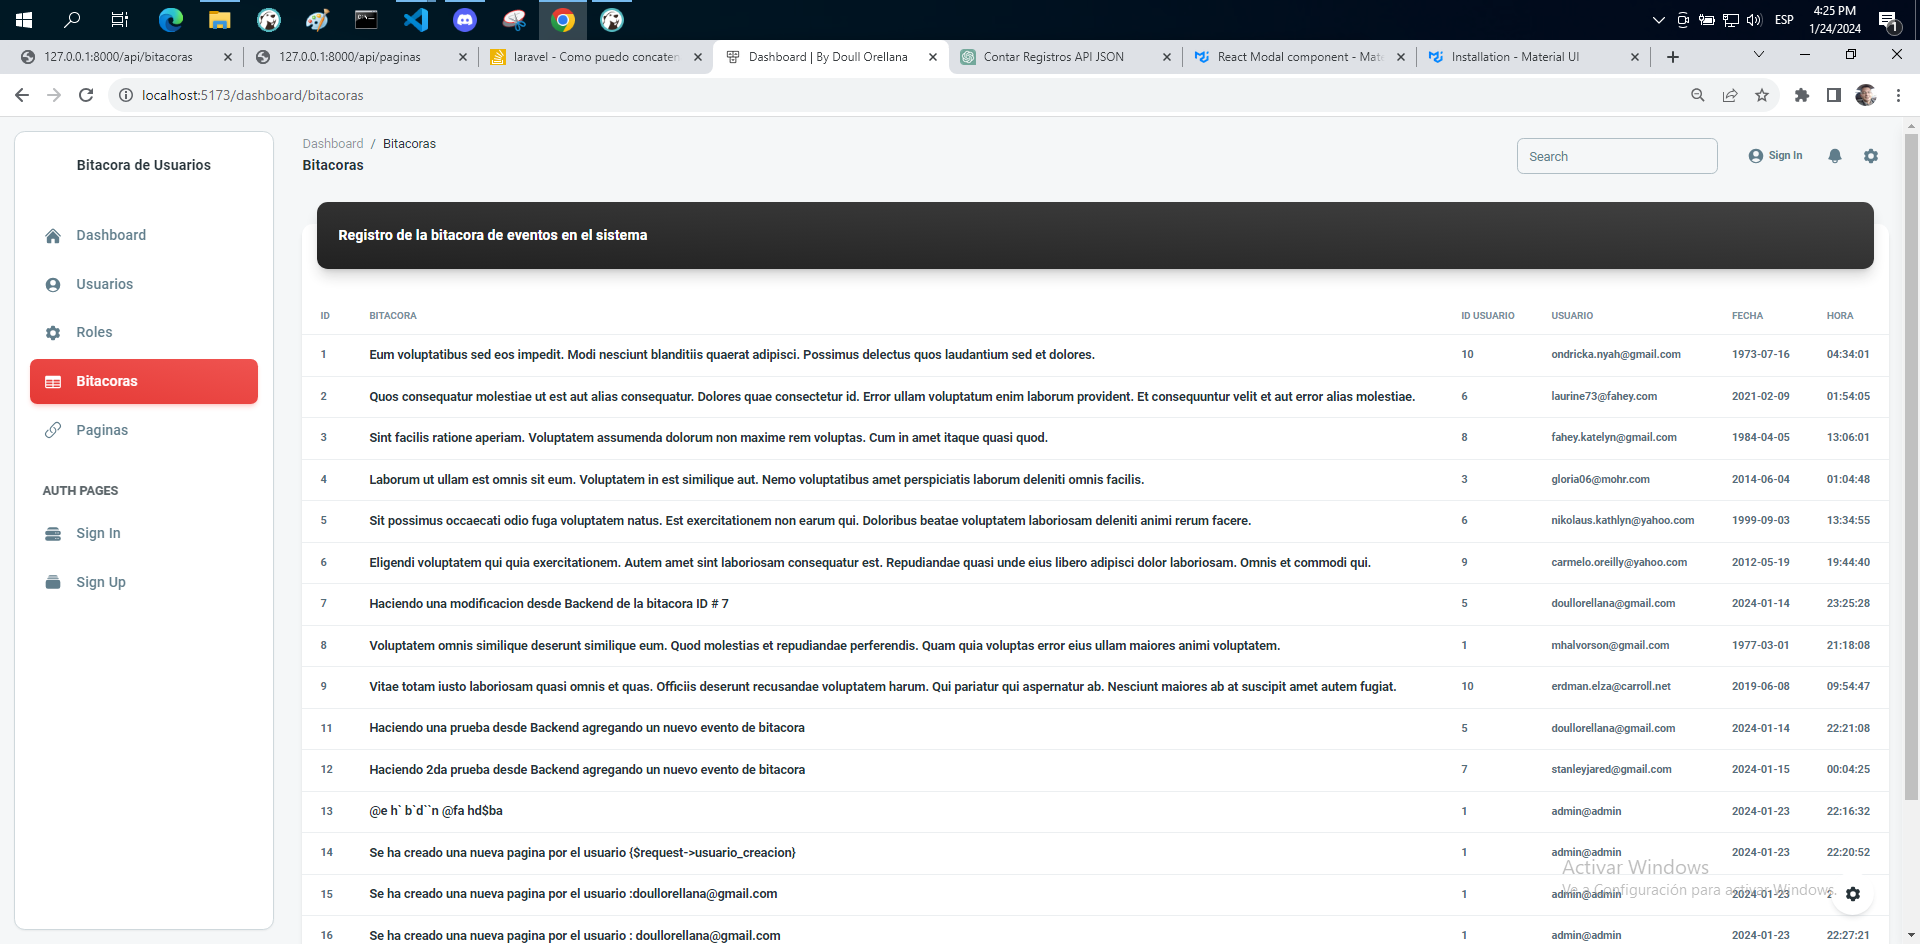 4:25 PM
ESP
1/24/2024
1
127.0.0.1:8000/api/bitacoras
127.0.0.1:8000/api/paginas
laravel - Como puedo concaten
Dashboard | By Doull Orellana
Contar Registros API JSON
React Modal component - Mate
Installation - Material UI
localhost:5173/dashboard/bitacoras
Bitacora de Usuarios
Dashboard
Usuarios
Roles
Bitacoras
Paginas
AUTH PAGES
Sign In
Sign Up
Dashboard / Bitacoras
Bitacoras
Search
Sign In
Registro de la bitacora de eventos en el sistema
ID BITACORA ID USUARIO USUARIO FECHA HORA
1 Eum voluptatibus sed eos impedit. Modi nesciunt blanditiis quaerat adipisci. Possimus delectus quos laudantium sed et dolores. 10 ondricka.nyah@gmail.com 1973-07-16 04:34:01
2 Quos consequatur molestiae ut est aut alias consequatur. Dolores quae consectetur id. Error ullam voluptatum enim laborum provident. Et consequuntur velit et aut error alias molestiae. 6 laurine73@fahey.com 2021-02-09 01:54:05
3 Sint facilis ratione aperiam. Voluptatem assumenda dolorum non maxime rem voluptas. Cum in amet itaque quasi quod. 8 fahey.katelyn@gmail.com 1984-04-05 13:06:01
4 Laborum ut ullam est omnis sit eum. Voluptatem in est similique aut. Nemo voluptatibus amet perspiciatis laborum deleniti omnis facilis. 3 gloria06@mohr.com 2014-06-04 01:04:48
5 Sit possimus occaecati odio fuga voluptatem natus. Est exercitationem non earum qui. Doloribus beatae voluptatem laboriosam deleniti animi rerum facere. 6 nikolaus.kathlyn@yahoo.com 1999-09-03 13:34:55
6 Eligendi voluptatem qui quia exercitationem. Autem amet sint laboriosam consequatur est. Repudiandae quasi unde eius libero adipisci dolor laboriosam. Omnis et commodi qui. 9 carmelo.oreilly@yahoo.com 2012-05-19 19:44:40
7 Haciendo una modificacion desde Backend de la bitacora ID # 7 5 doullorellana@gmail.com 2024-01-14 23:25:28
8 Voluptatem omnis similique deserunt similique eum. Quod molestias et repudiandae perferendis. Quam quia voluptas error eius ullam maiores animi voluptatem. 1 mhalvorson@gmail.com 1977-03-01 21:18:08
9 Vitae totam iusto laboriosam quasi omnis et quas. Officiis deserunt recusandae voluptatem harum. Qui pariatur qui aspernatur ab. Nesciunt maiores ab at suscipit amet autem fugiat. 10 erdman.elza@carroll.net 2019-06-08 09:54:47
11 Haciendo una prueba desde Backend agregando un nuevo evento de bitacora 5 doullorellana@gmail.com 2024-01-14 22:21:08
12 Haciendo 2da prueba desde Backend agregando un nuevo evento de bitacora 7 stanleyjared@gmail.com 2024-01-15 00:04:25
13 @e h` b`d``n @fa hd$ba 1 admin@admin 2024-01-23 22:16:32
14 Se ha creado una nueva pagina por el usuario {$request->usuario_creacion} 1 admin@admin 2024-01-23 22:20:52
15 Se ha creado una nueva pagina por el usuario :doullorellana@gmail.com 1 admin@admin 2024-01-23
16 Se ha creado una nueva pagina por el usuario : doullorellana@gmail.com 1 admin@admin 2024-01-23 22:27:21
Activar Windows
Ve a Configuración para activar Windows.